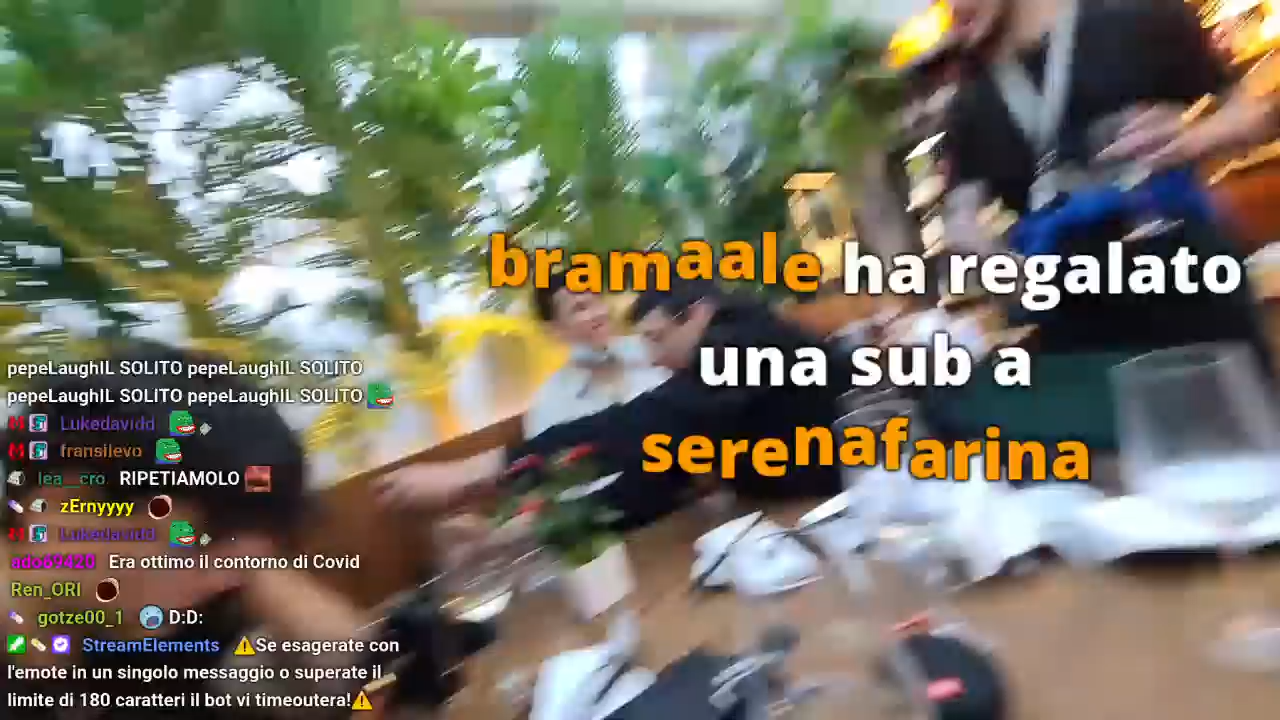 bramaale ha regalato
una sub a
serenafarina
pepeLaughIL SOLITO pepeLaughIL SOLITO
pepeLaughIL SOLITO pepeLaughIL SOLITO
Lukedavidd
fransilevo
lea__cro RIPETIAMOLO
zErnyyyy
Lukedavidd .
ado69420 Era ottimo il contorno di Covid
Ren_ORI
gotze00_1 D:D:
StreamElements ⚠Se esagerate con
l'emote in un singolo messaggio o superate il
limite di 180 caratteri il bot vi timeoutera!⚠